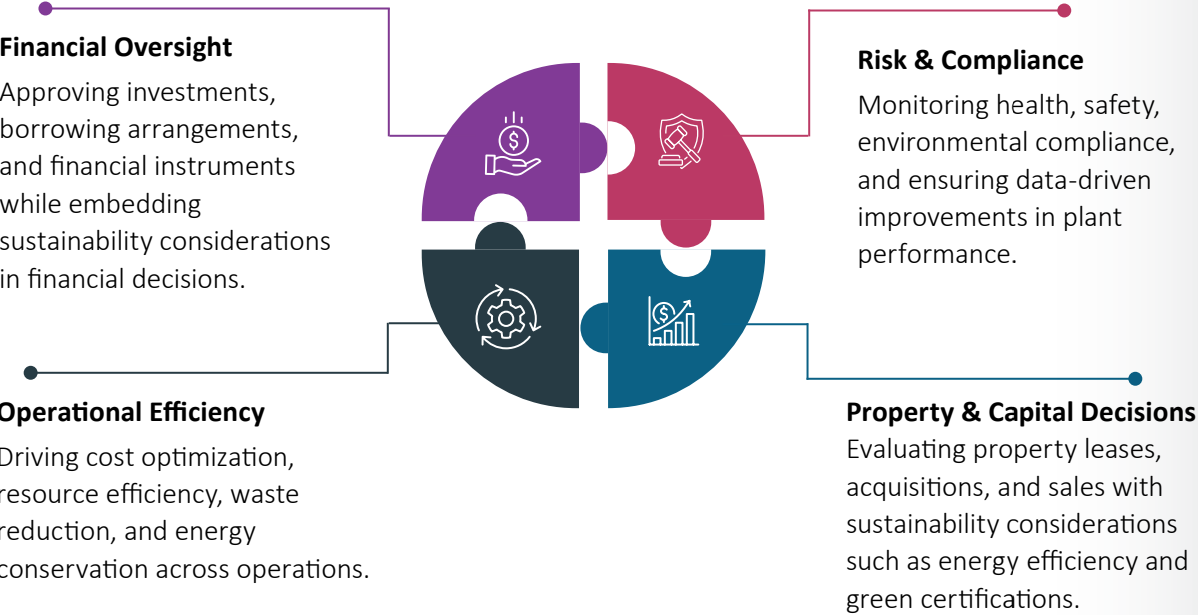 Financial Oversight
Approving investments,
borrowing arrangements,
and financial instruments
while embedding
sustainability considerations
in financial decisions.
Risk & Compliance
Monitoring health, safety,
environmental compliance,
and ensuring data-driven
improvements in plant
performance.
Operational Efficiency
Driving cost optimization,
resource efficiency, waste
reduction, and energy
conservation across operations.
Property & Capital Decisions
Evaluating property leases,
acquisitions, and sales with
sustainability considerations
such as energy efficiency and
green certifications.